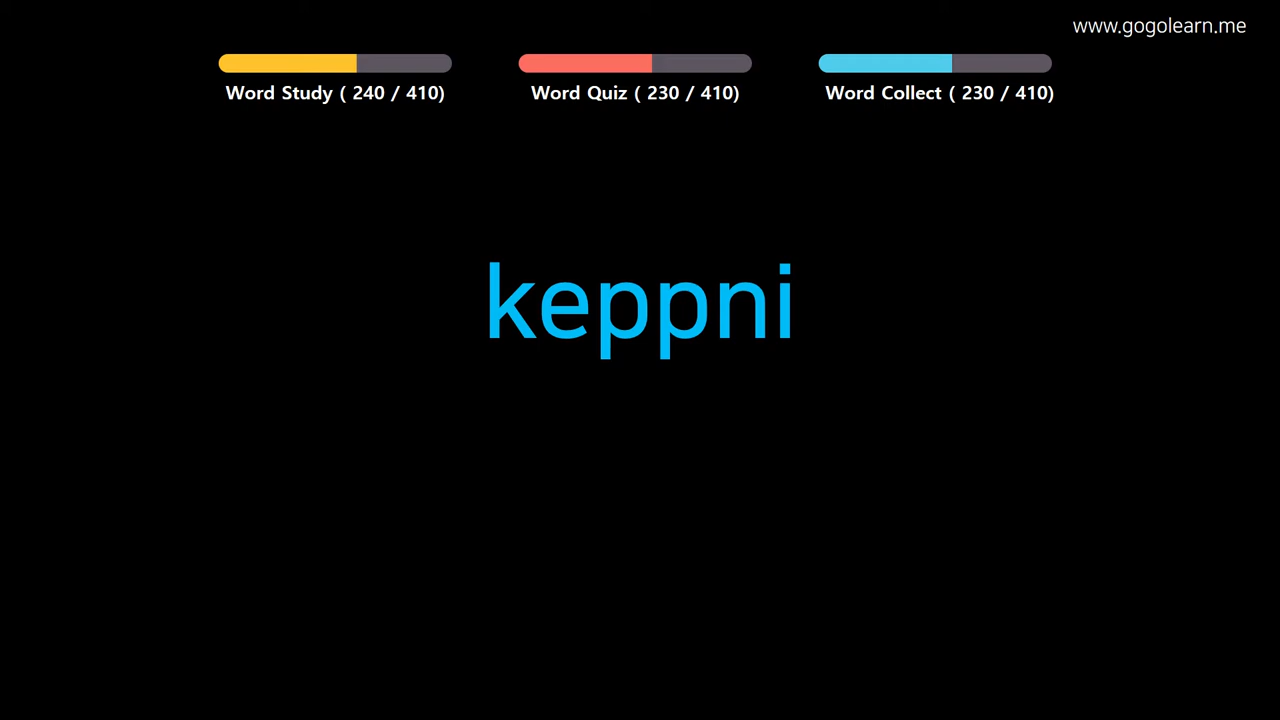 www.gogolearn.me
Word Study ( 240 / 410)
Word Quiz ( 230 / 410)
Word Collect ( 230 / 410)
keppni